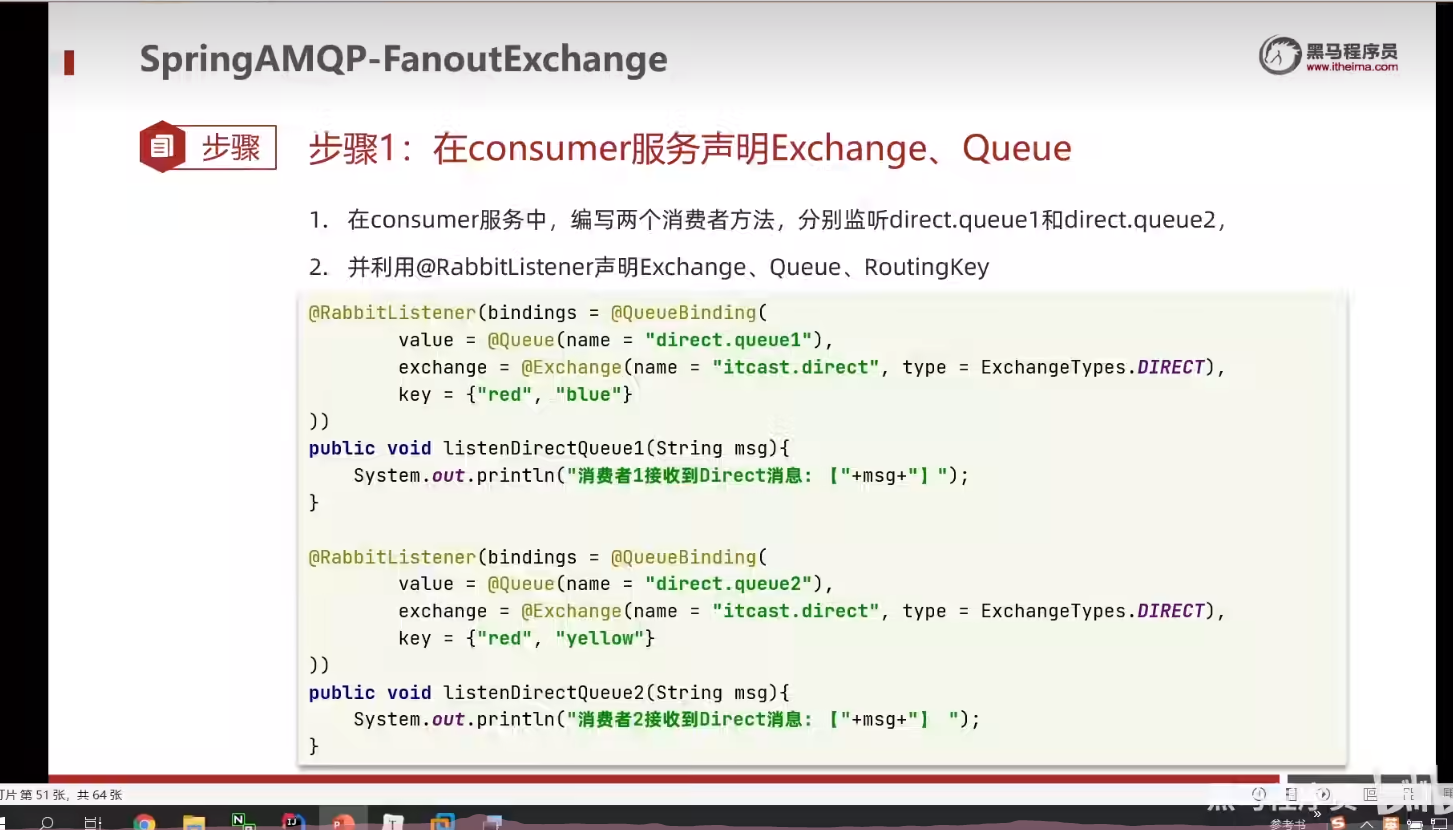 SpringAMQP-FanoutExchange
黑马程序员
www.itheima.com
步骤
步骤1：在consumer服务声明Exchange、Queue
1. 在consumer服务中，编写两个消费者方法，分别监听direct.queue1和direct.queue2，
2. 并利用@RabbitListener声明Exchange、Queue、RoutingKey
@RabbitListener(bindings = @QueueBinding(
        value = @Queue(name = "direct.queue1"),
        exchange = @Exchange(name = "itcast.direct", type = ExchangeTypes.DIRECT),
        key = {"red", "blue"}
))
public void listenDirectQueue1(String msg){
    System.out.println("消费者1接收到Direct消息：【"+msg+"】");
}
@RabbitListener(bindings = @QueueBinding(
        value = @Queue(name = "direct.queue2"),
        exchange = @Exchange(name = "itcast.direct", type = ExchangeTypes.DIRECT),
        key = {"red", "yellow"}
))
public void listenDirectQueue2(String msg){
    System.out.println("消费者2接收到Direct消息：【"+msg+"】 ");
}
灯片 第 51 张，共 64 张
参考书